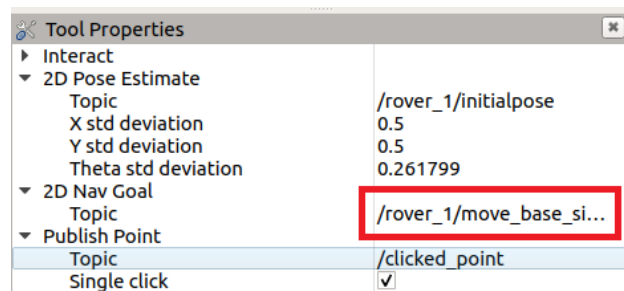 Tool Properties
Interact
2D Pose Estimate
Topic /rover_1/initialpose
X std deviation 0.5
Y std deviation 0.5
Theta std deviation 0.261799
2D Nav Goal
Topic /rover_1/move_base_si...
Publish Point
Topic /clicked_point
Single click